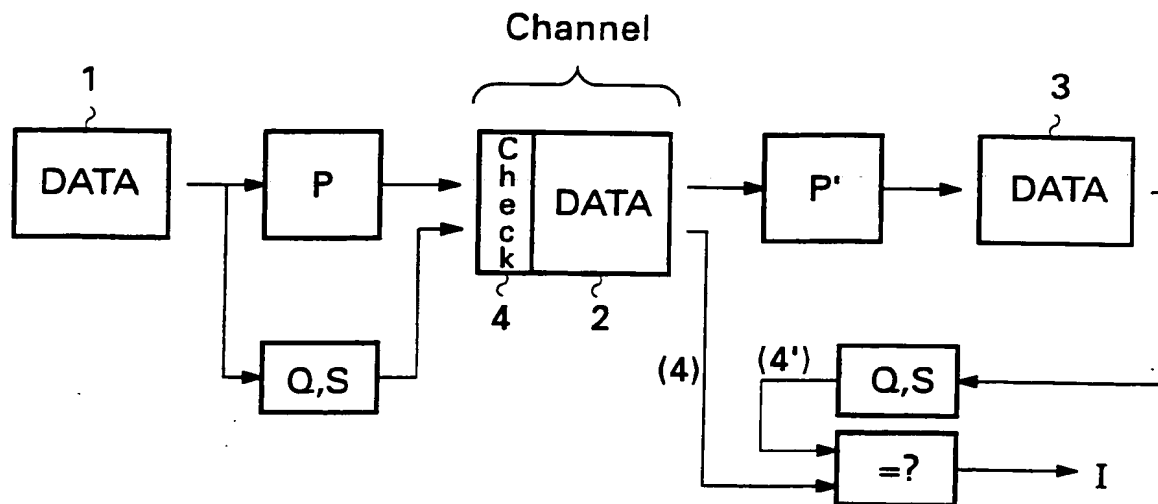 Channel
1
3
DATA
P
Check
DATA
P'
DATA
4
2
Q,S
(4)
(4')
Q,S
=?
I